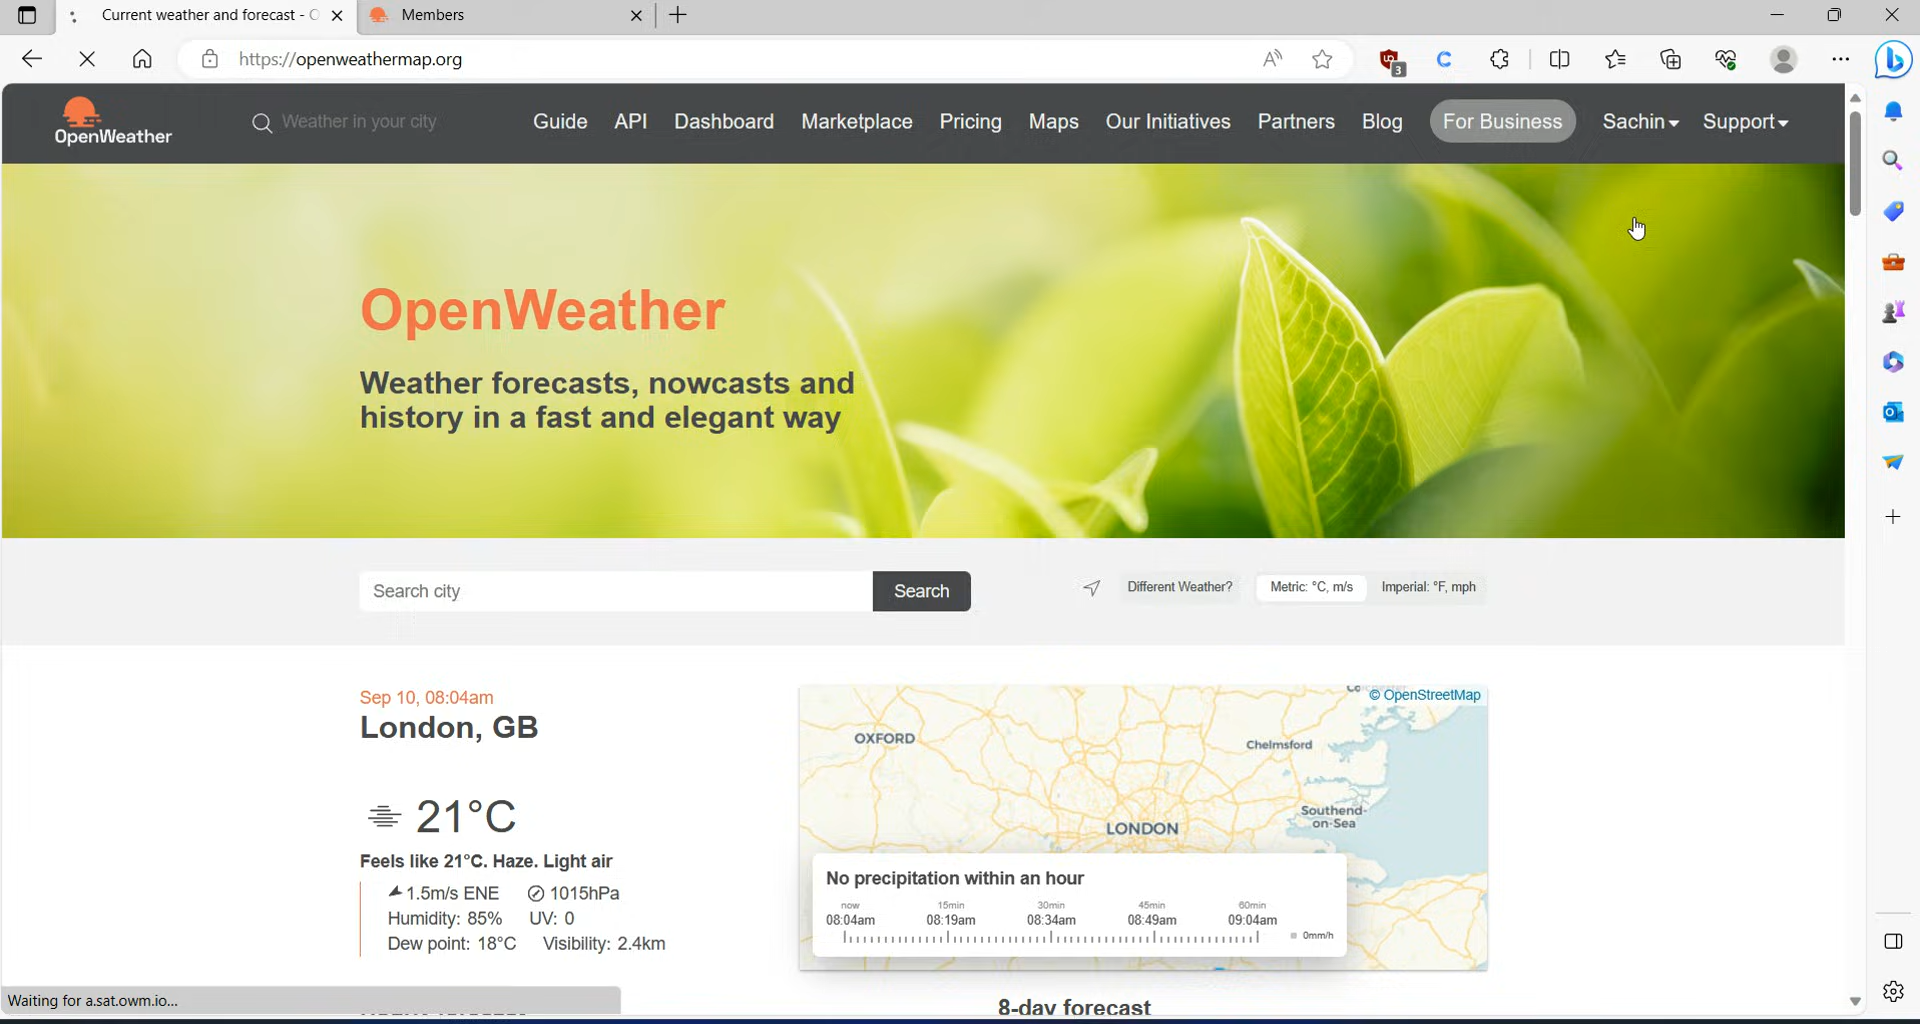 Current weather and forecast - O
Members
https://openweathermap.org
3
OpenWeather
Weather in your city
Guide
API
Dashboard
Marketplace
Pricing
Maps
Our Initiatives
Partners
Blog
For Business
Sachin
Support
OpenWeather
Weather forecasts, nowcasts and
history in a fast and elegant way
Search city
Search
Different Weather?
Metric: °C, m/s
Imperial: °F, mph
Sep 10, 08:04am
London, GB
21°C
Feels like 21°C. Haze. Light air
1.5m/s ENE
1015hPa
Humidity: 85%
UV: 0
Dew point: 18°C
Visibility: 2.4km
© OpenStreetMap
OXFORD
Chelmsford
Southend-
on-Sea
LONDON
No precipitation within an hour
now
15min
30min
45min
60min
08:04am
08:19am
08:34am
08:49am
09:04am
0mm/h
8-day forecast
Waiting for a.sat.owm.io...